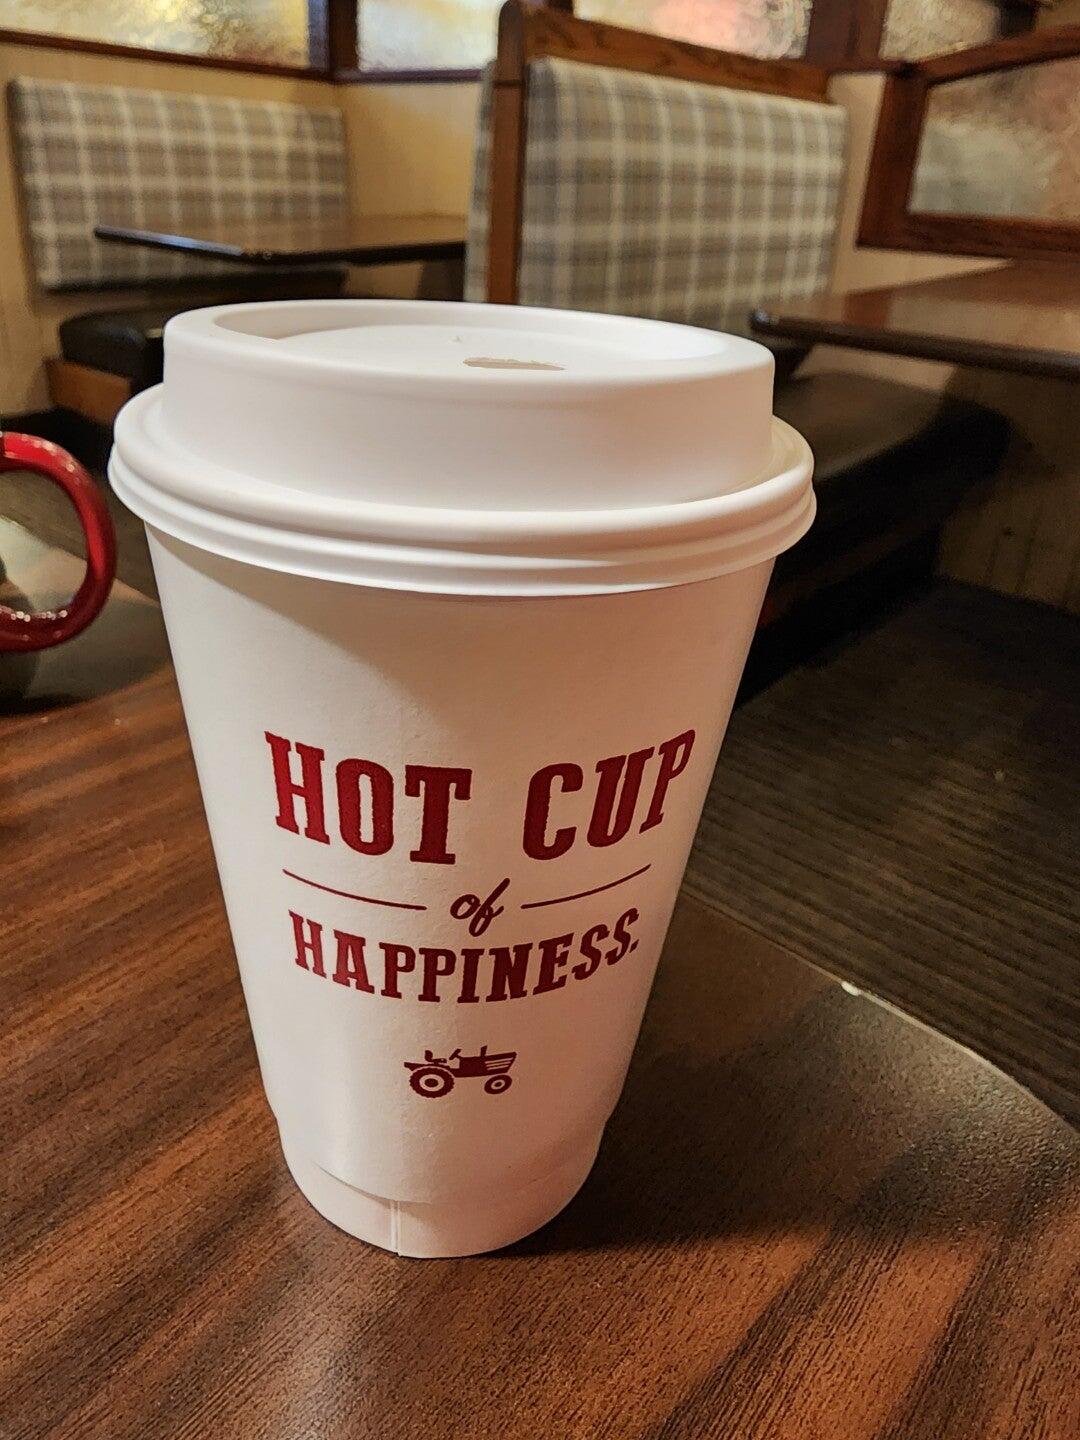 HOT CUP
of
HAPPINESS.